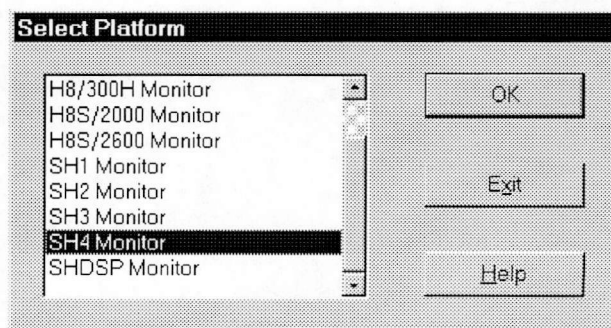 Select Platform
H8/300H Monitor
H8S/2000 Monitor
H8S/2600 Monitor
SH1 Monitor
SH2 Monitor
SH3 Monitor
SH4 Monitor
SHDSP Monitor
OK
Exit
Help